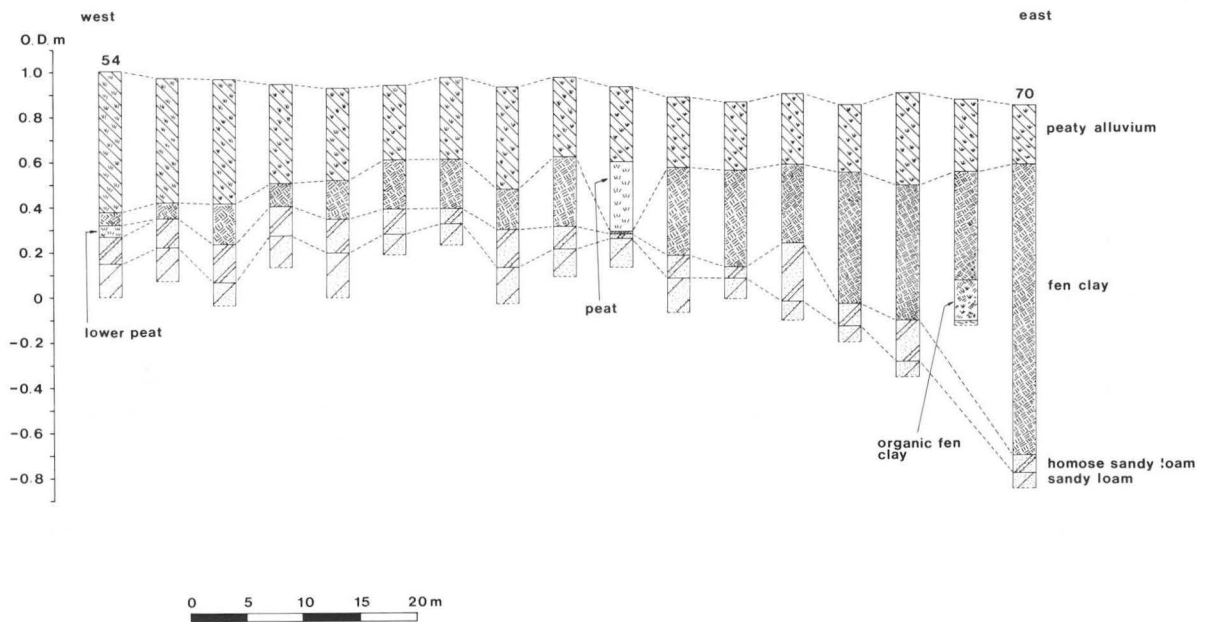 west
east
O.D. m
54
1.0
0.8
0.6
0.4
0.2
0
-0.2
-0.4
-0.6
-0.8
70
peaty alluvium
lower peat
peat
fen clay
organic fen
clay
homose sandy loam
sandy loam
0 5 10 15 20 m